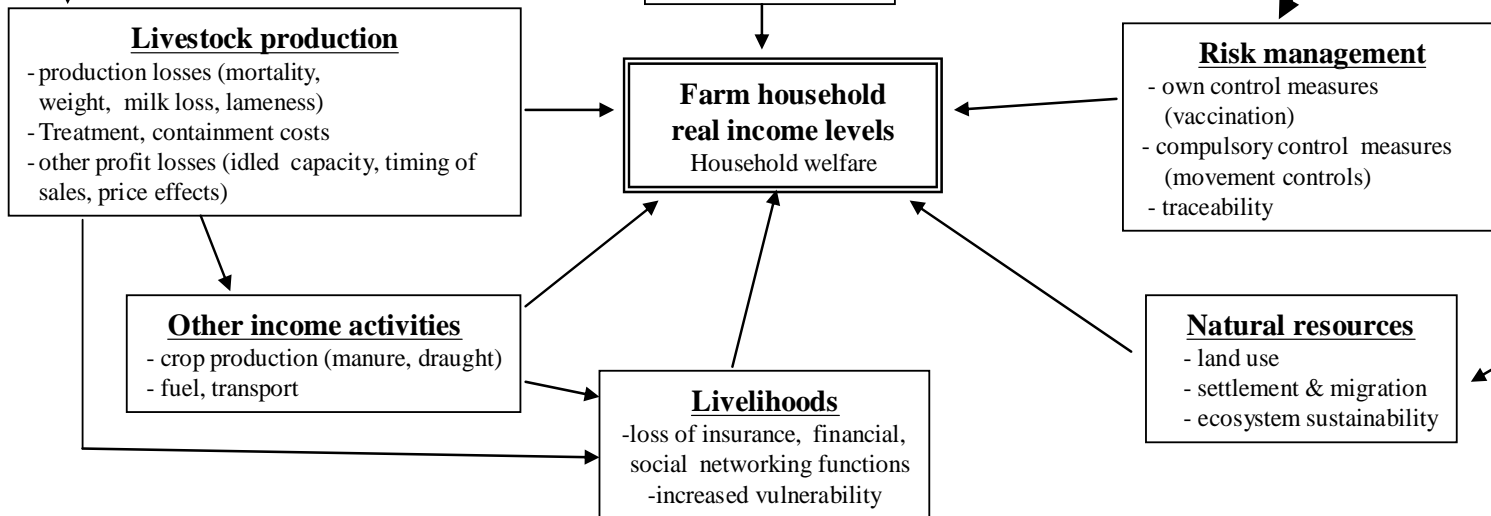 Livestock production
- production losses (mortality,
weight, milk loss, lameness)
- Treatment, containment costs
- other profit losses (idled capacity, timing of
sales, price effects)
Farm household
real income levels
Household welfare
Risk management
- own control measures
(vaccination)
- compulsory control measures
(movement controls)
- traceability
Other income activities
- crop production (manure, draught)
- fuel, transport
Livelihoods
-loss of insurance, financial,
social networking functions
-increased vulnerability
Natural resources
- land use
- settlement & migration
- ecosystem sustainability